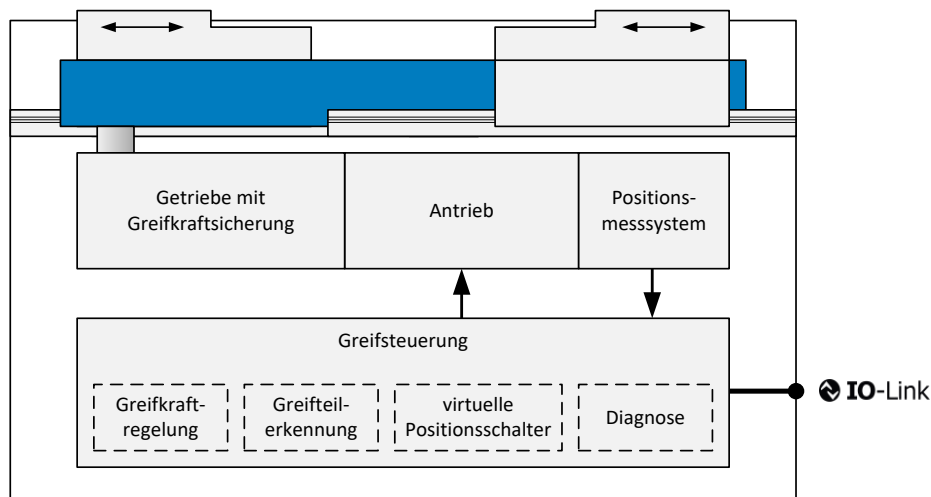 Getriebe mit
Greifkraftsicherung
Antrieb
Positions-
messsystem
Greifsteuerung
Greifkraft-
regelung
Greifteil-
erkennung
virtuelle
Positionsschalter
Diagnose
IO-Link